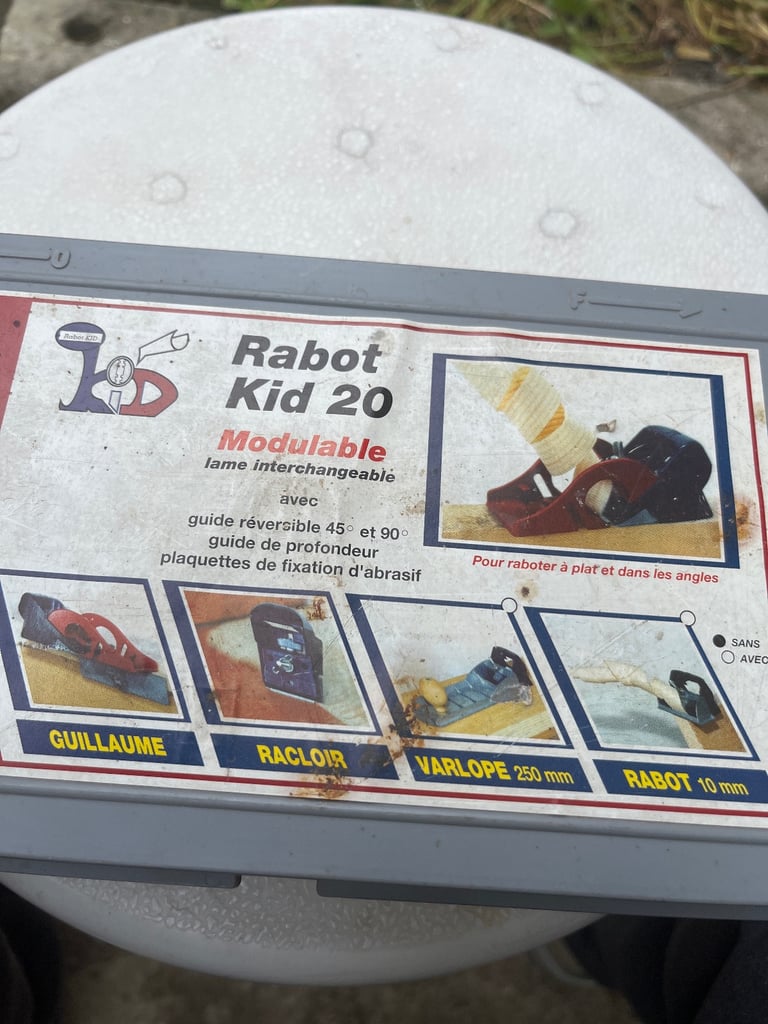 O
F
Rabot KID
KID
Rabot
Kid 20
Modulable
lame interchangeable
avec
guide réversible 45° et 90°
guide de profondeur
plaquettes de fixation d'abrasif
Pour raboter à plat et dans les angles
SANS
AVEC
GUILLAUME
RACLOIR
VARLOPE 250 mm
RABOT 10 mm